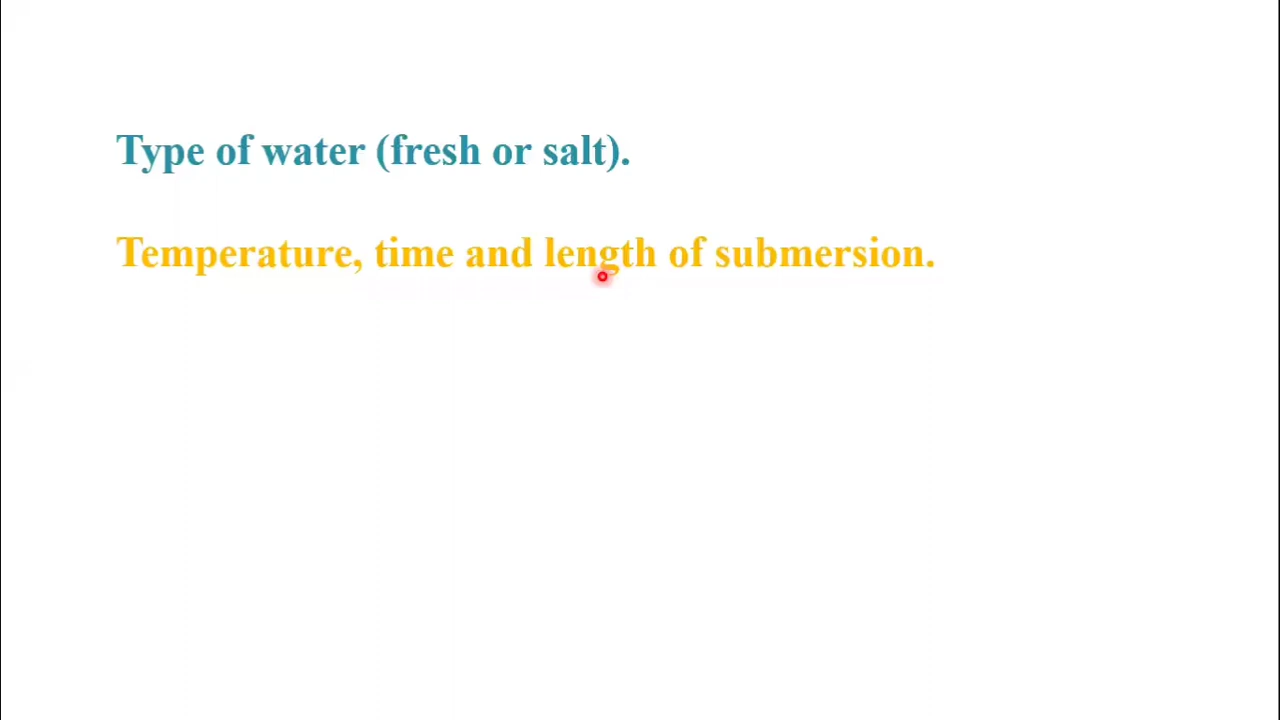 Type of water (fresh or salt).
Temperature, time and length of submersion.